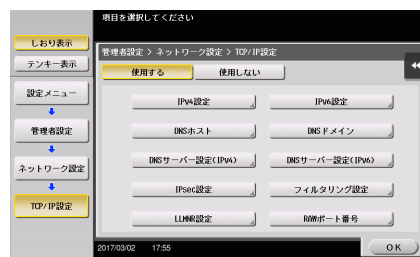 項目を選択してください
しおり表示
テンキー表示
設定メニュー
管理者設定
ネットワーク設定
TCP/IP設定
管理者設定 > ネットワーク設定 > TCP/IP設定
使用する
使用しない
IPv4設定
IPv6設定
DNSホスト
DNSドメイン
DNSサーバー設定(IPv4)
DNSサーバー設定(IPv6)
IPsec設定
フィルタリング設定
LLMNR設定
RAWポート番号
2017/03/02 17:55
OK